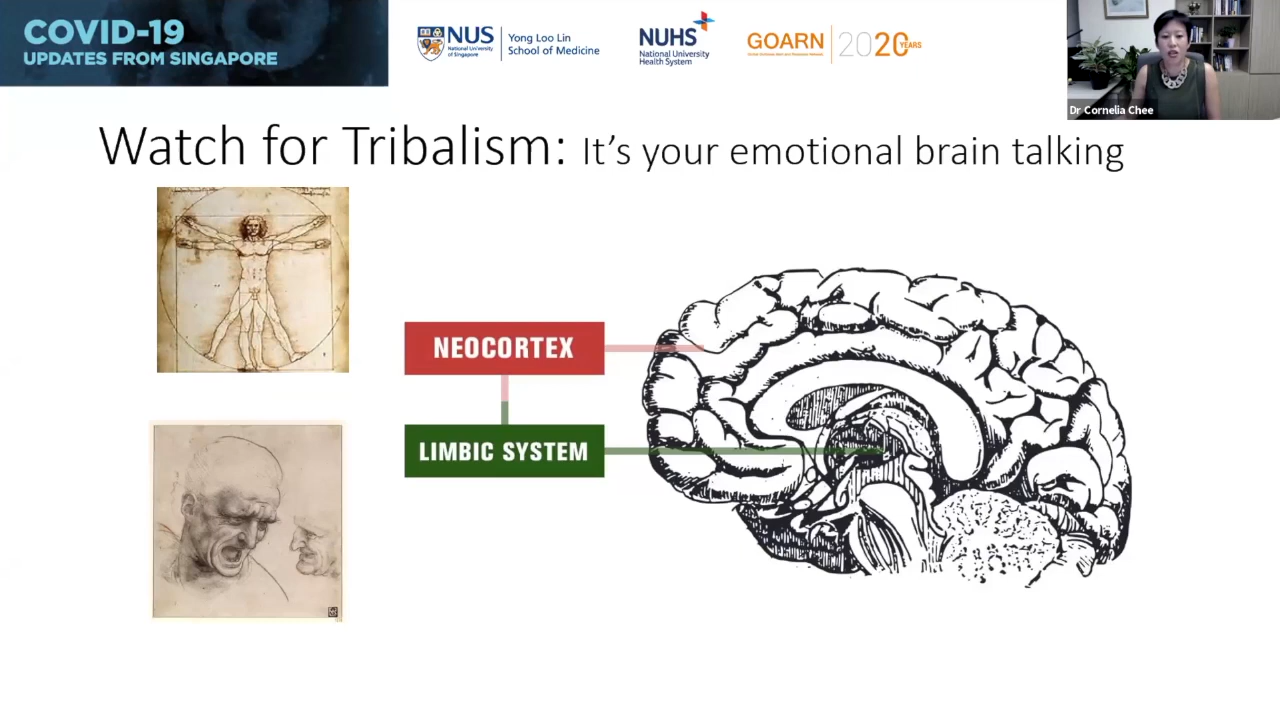 COVID-19
UPDATES FROM SINGAPORE
NUS
National University
of Singapore
Yong Loo Lin
School of Medicine
NUHS
National University
Health System
GOARN
2020 YEARS
Dr Cornelia Chee
Watch for Tribalism: It's your emotional brain talking
NEOCORTEX
LIMBIC SYSTEM